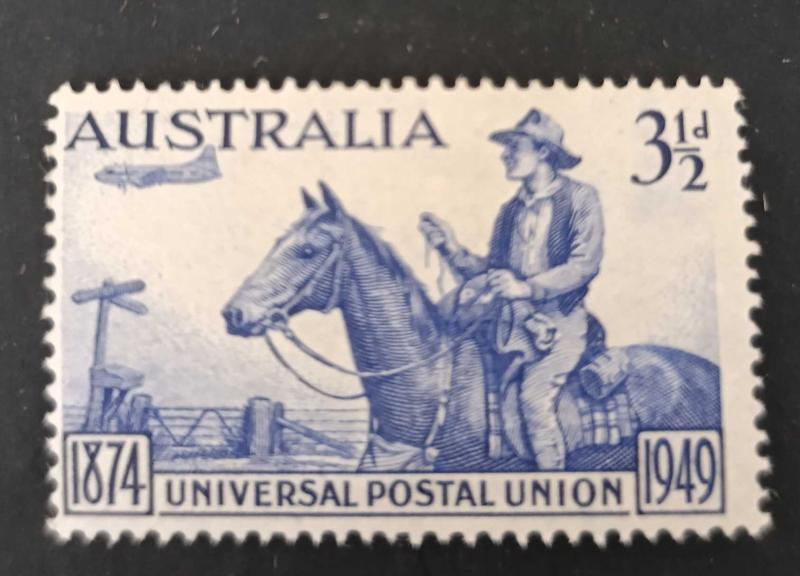 AUSTRALIA
3½d
1874 UNIVERSAL POSTAL UNION 1949